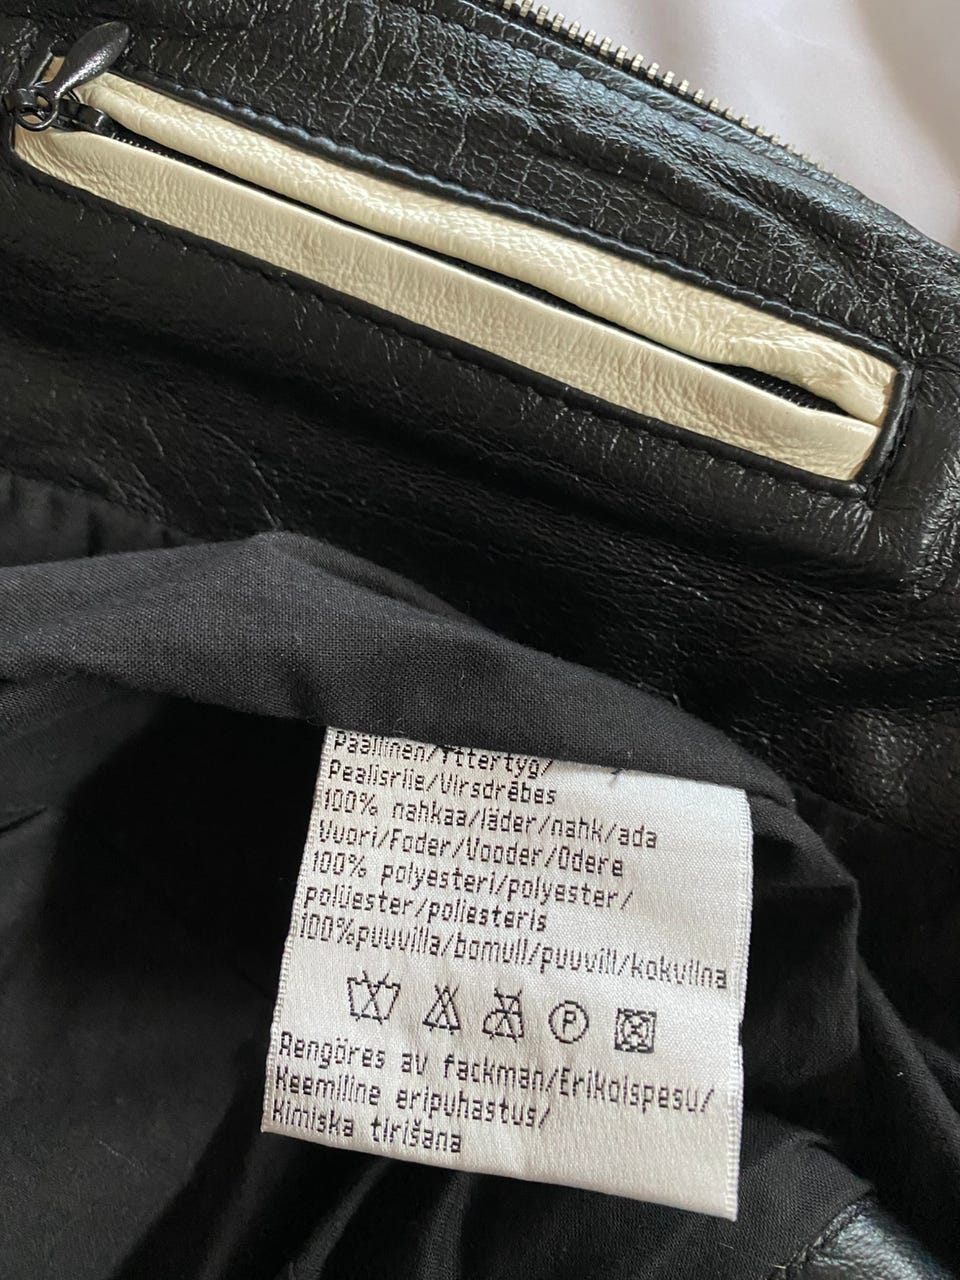 Päällinen/Yttertyg/
Pealisriie/Virsdrēbes
100% nahkaa/läder/nahk/ada
Vuori/Foder/Vooder/Odere
100% polyesteri/polyester/
polüester/poliesteris
100%puuvilla/bomull/puuvill/kokvilna
P
Rengöres av fackman/Erikoispesu/
Keemiline eripuhastus/
Ķīmiska tīrīšana